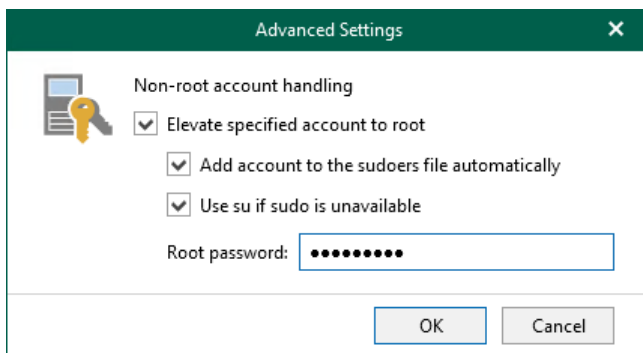 Advanced Settings
Non-root account handling
Elevate specified account to root
Add account to the sudoers file automatically
Use su if sudo is unavailable
Root password: •••••••••
OK Cancel